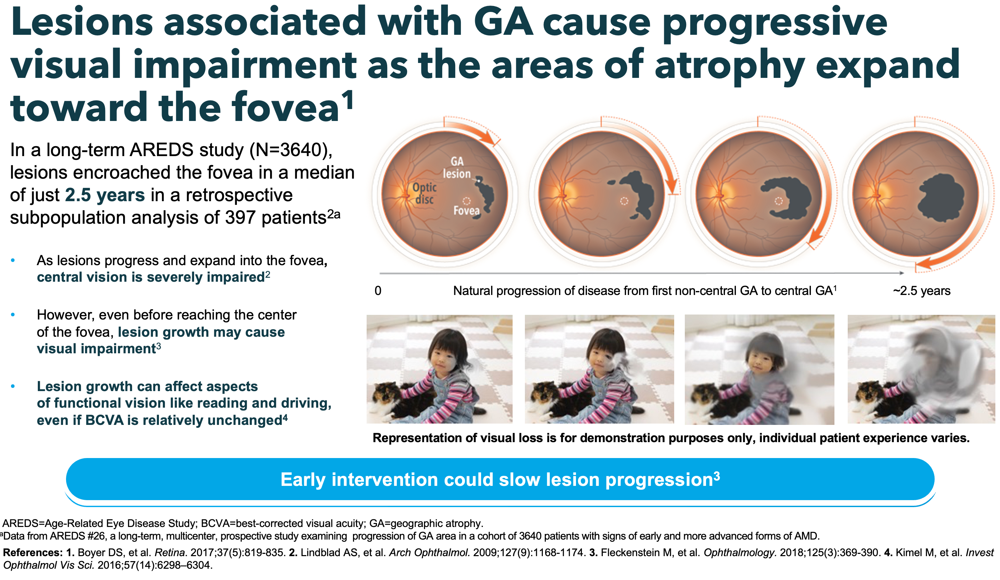 Lesions associated with GA cause progressive
visual impairment as the areas of atrophy expand
toward the fovea¹
In a long-term AREDS study (N=3640),
lesions encroached the fovea in a median
of just 2.5 years in a retrospective
subpopulation analysis of 397 patients²ᵃ
• As lesions progress and expand into the fovea,
central vision is severely impaired²
• However, even before reaching the center
of the fovea, lesion growth may cause
visual impairment³
• Lesion growth can affect aspects
of functional vision like reading and driving,
even if BCVA is relatively unchanged⁴
GA
lesion
Optic
disc
Fovea
0 Natural progression of disease from first non-central GA to central GA¹ ~2.5 years
Representation of visual loss is for demonstration purposes only, individual patient experience varies.
Early intervention could slow lesion progression³
AREDS=Age-Related Eye Disease Study; BCVA=best-corrected visual acuity; GA=geographic atrophy.
ᵃData from AREDS #26, a long-term, multicenter, prospective study examining progression of GA area in a cohort of 3640 patients with signs of early and more advanced forms of AMD.
References: 1. Boyer DS, et al. Retina. 2017;37(5):819-835. 2. Lindblad AS, et al. Arch Ophthalmol. 2009;127(9):1168-1174. 3. Fleckenstein M, et al. Ophthalmology. 2018;125(3):369-390. 4. Kimel M, et al. Invest
Ophthalmol Vis Sci. 2016;57(14):6298–6304.